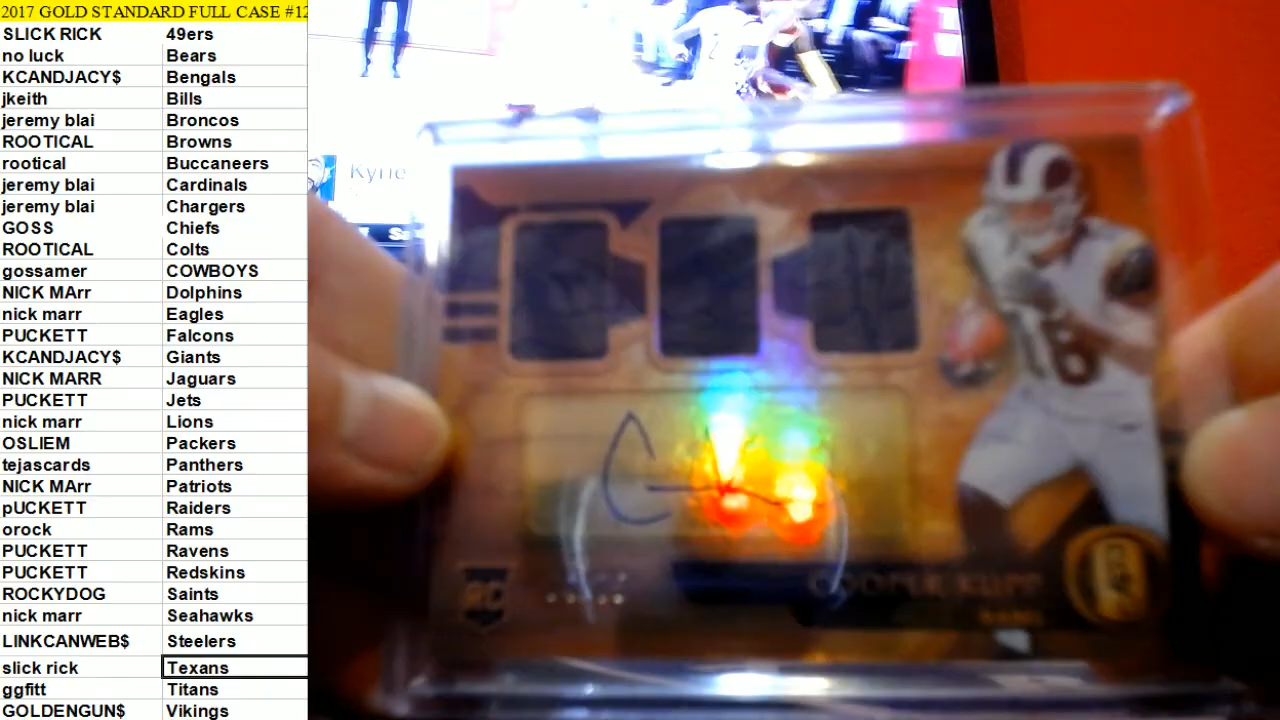 2017 GOLD STANDARD FULL CASE #12
SLICK RICK 49ers
no luck Bears
KCANDJACY$ Bengals
jkeith Bills
jeremy blai Broncos
ROOTICAL Browns
rootical Buccaneers
jeremy blai Cardinals
jeremy blai Chargers
GOSS Chiefs
ROOTICAL Colts
gossamer COWBOYS
NICK MArr Dolphins
nick marr Eagles
PUCKETT Falcons
KCANDJACY$ Giants
NICK MARR Jaguars
PUCKETT Jets
nick marr Lions
OSLIEM Packers
tejascards Panthers
NICK MArr Patriots
pUCKETT Raiders
orock Rams
PUCKETT Ravens
PUCKETT Redskins
ROCKYDOG Saints
nick marr Seahawks
LINKCANWEB$ Steelers
slick rick Texans
ggfitt Titans
GOLDENGUN$ Vikings
Kyrie
18
RC
COOPER KUPP
RAMS